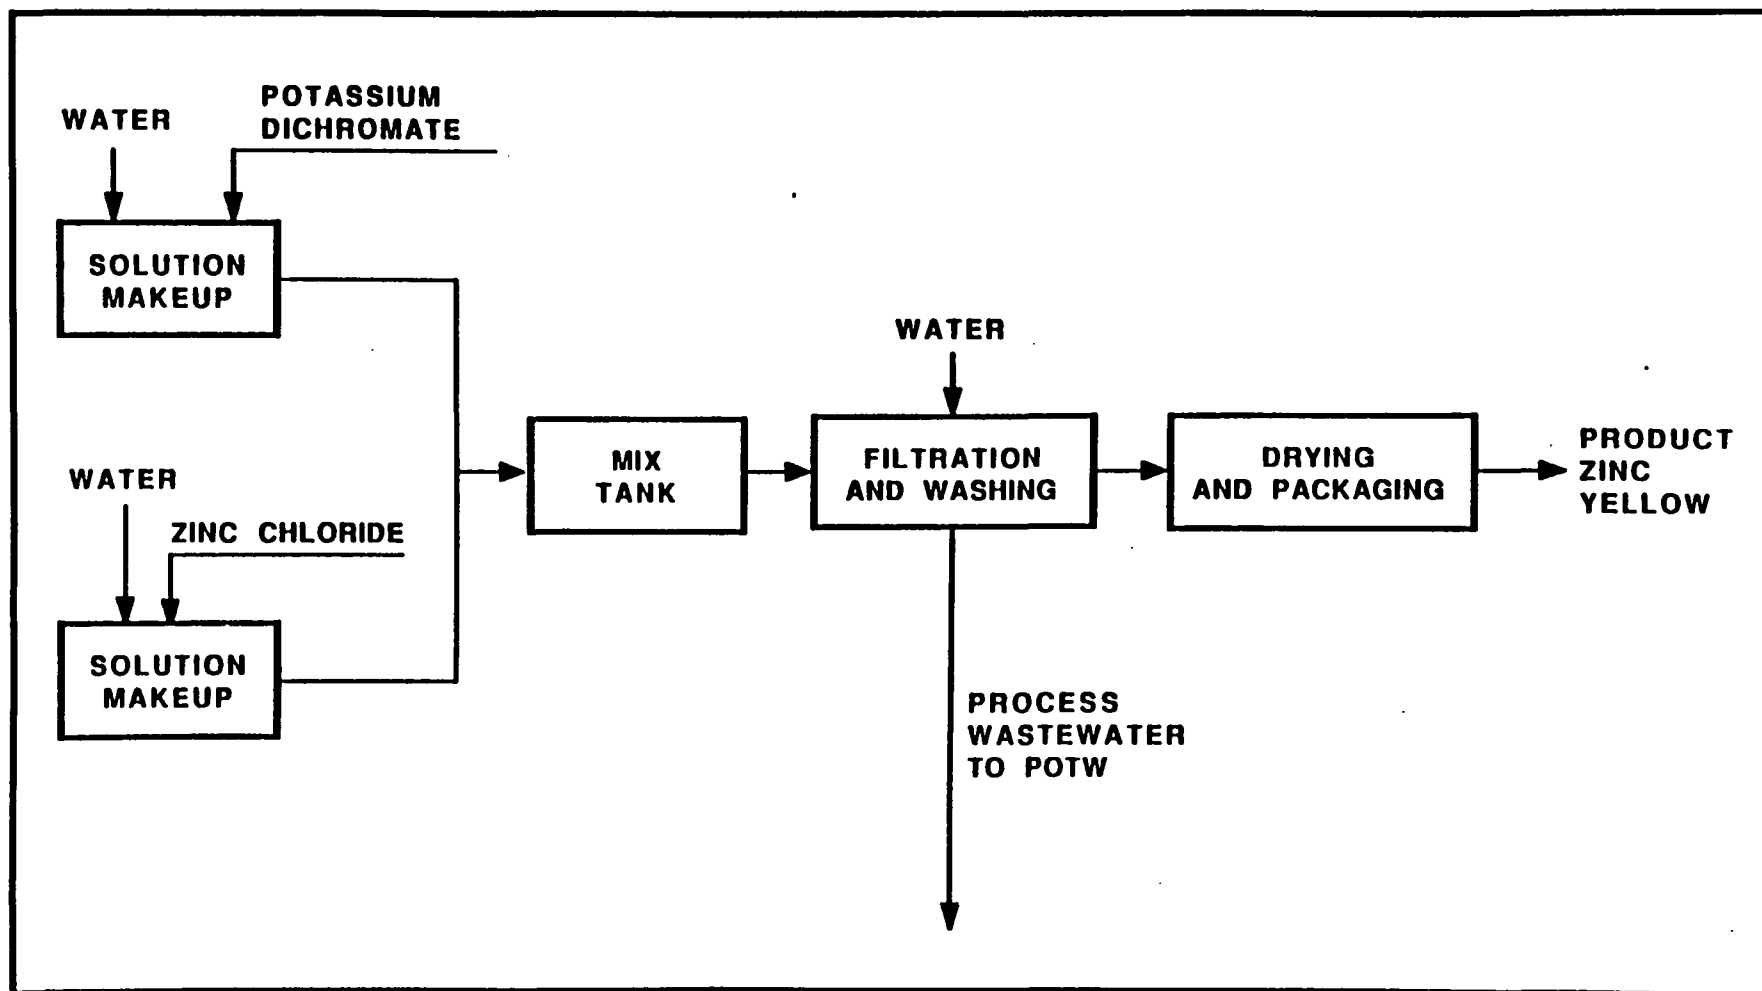 WATER
POTASSIUM
DICHROMATE
SOLUTION
MAKEUP
WATER
ZINC CHLORIDE
SOLUTION
MAKEUP
MIX
TANK
WATER
FILTRATION
AND WASHING
PROCESS
WASTEWATER
TO POTW
DRYING
AND PACKAGING
PRODUCT
ZINC
YELLOW